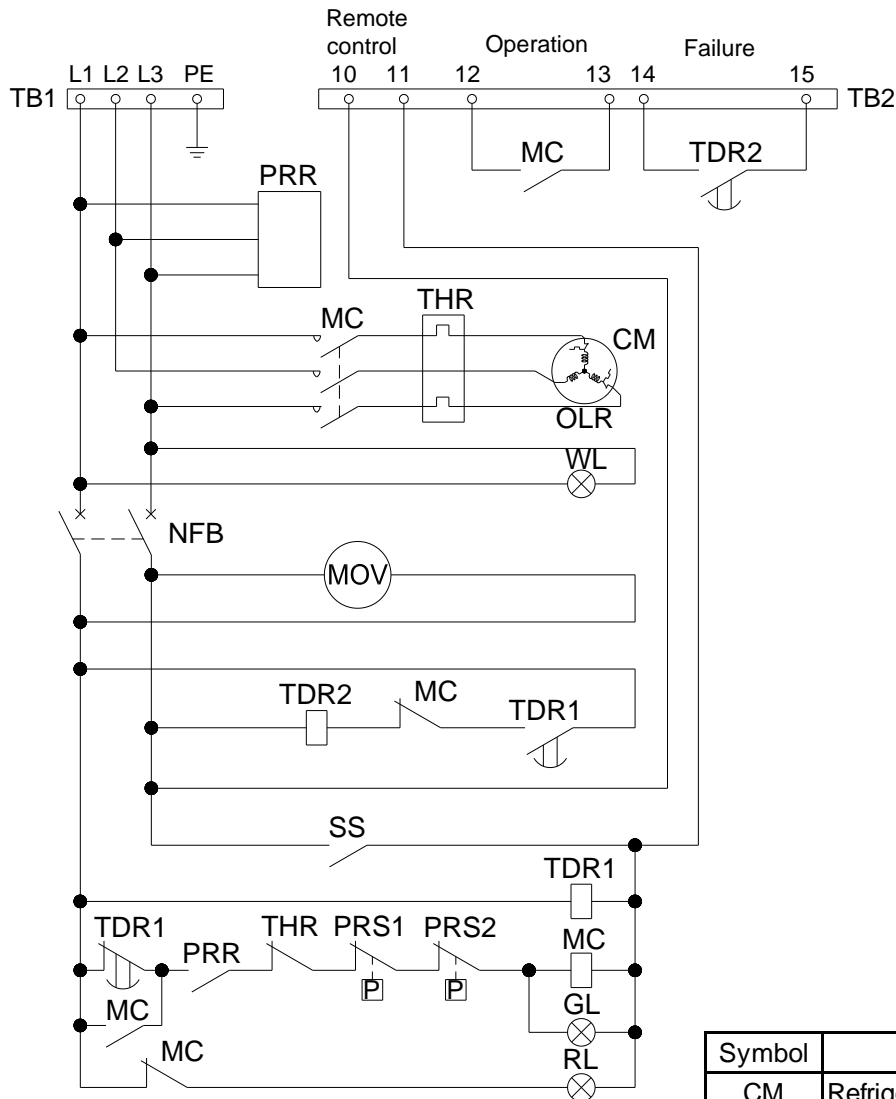 Remote
control Operation Failure
L1 L2 L3 PE 10 11 12 13 14 15
TB1 TB2
MC TDR2
PRR
MC THR
CM
OLR
WL
NFB
MOV
TDR2 MC TDR1
SS
TDR1
TDR1 PRR THR PRS1 PRS2 MC
P P
MC GL
MC RL
Symbol
CM Refrig